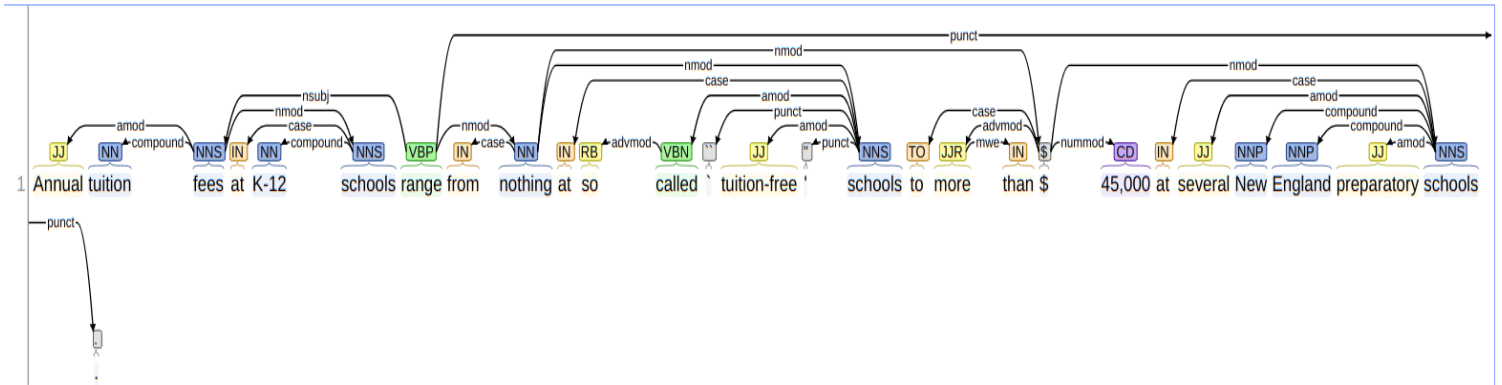 punct
nmod
nmod nmod
case case
nsubj amod amod
nmod punct case compound
amod case nmod amod advmod compound
compound compound case advmod punct mwe nummod amod
JJ NN NNS IN NN NNS VBP IN NN IN RB VBN `` JJ '' NNS TO JJR IN $ CD IN JJ NNP NNP JJ NNS
1 Annual tuition fees at K-12 schools range from nothing at so called ` tuition-free ' schools to more than $ 45,000 at several New England preparatory schools
punct
.
.